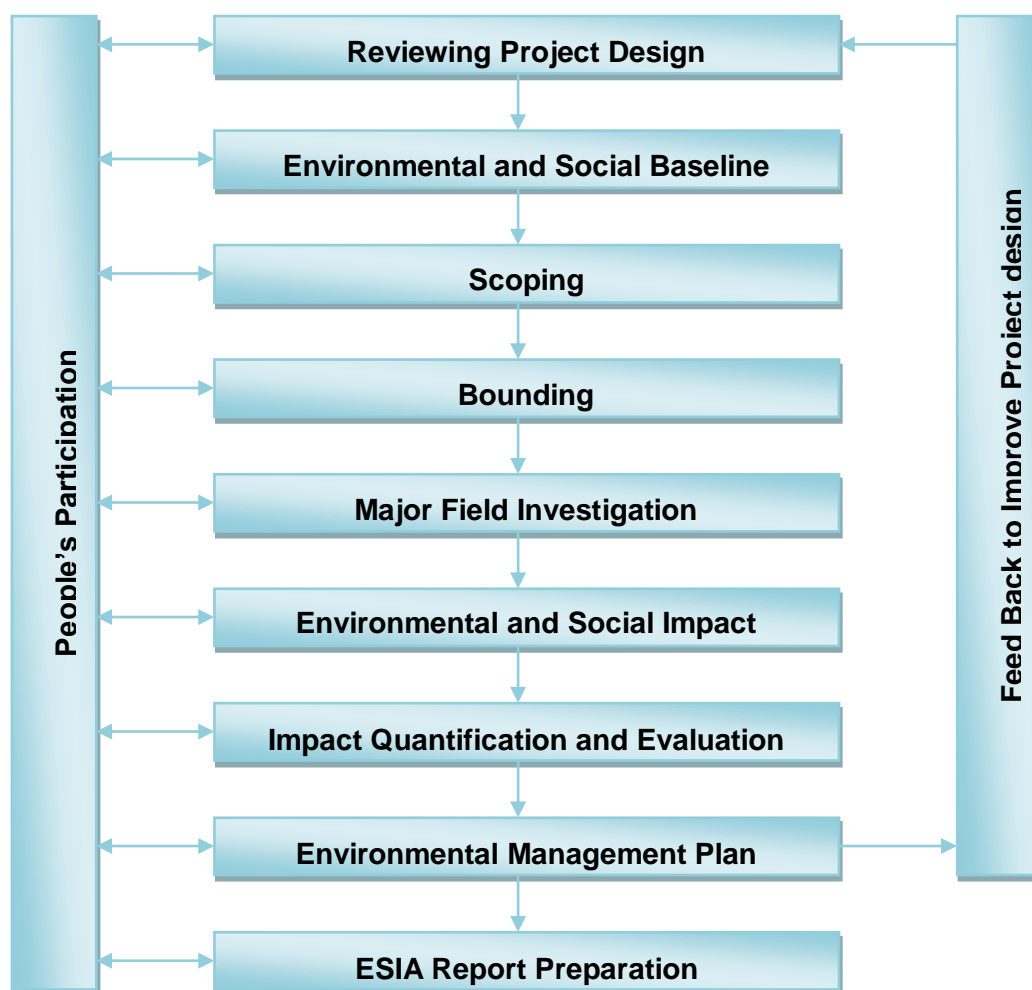 People's Participation
Reviewing Project Design
Environmental and Social Baseline
Scoping
Bounding
Major Field Investigation
Environmental and Social Impact
Impact Quantification and Evaluation
Environmental Management Plan
ESIA Report Preparation
Feed Back to Improve Project design